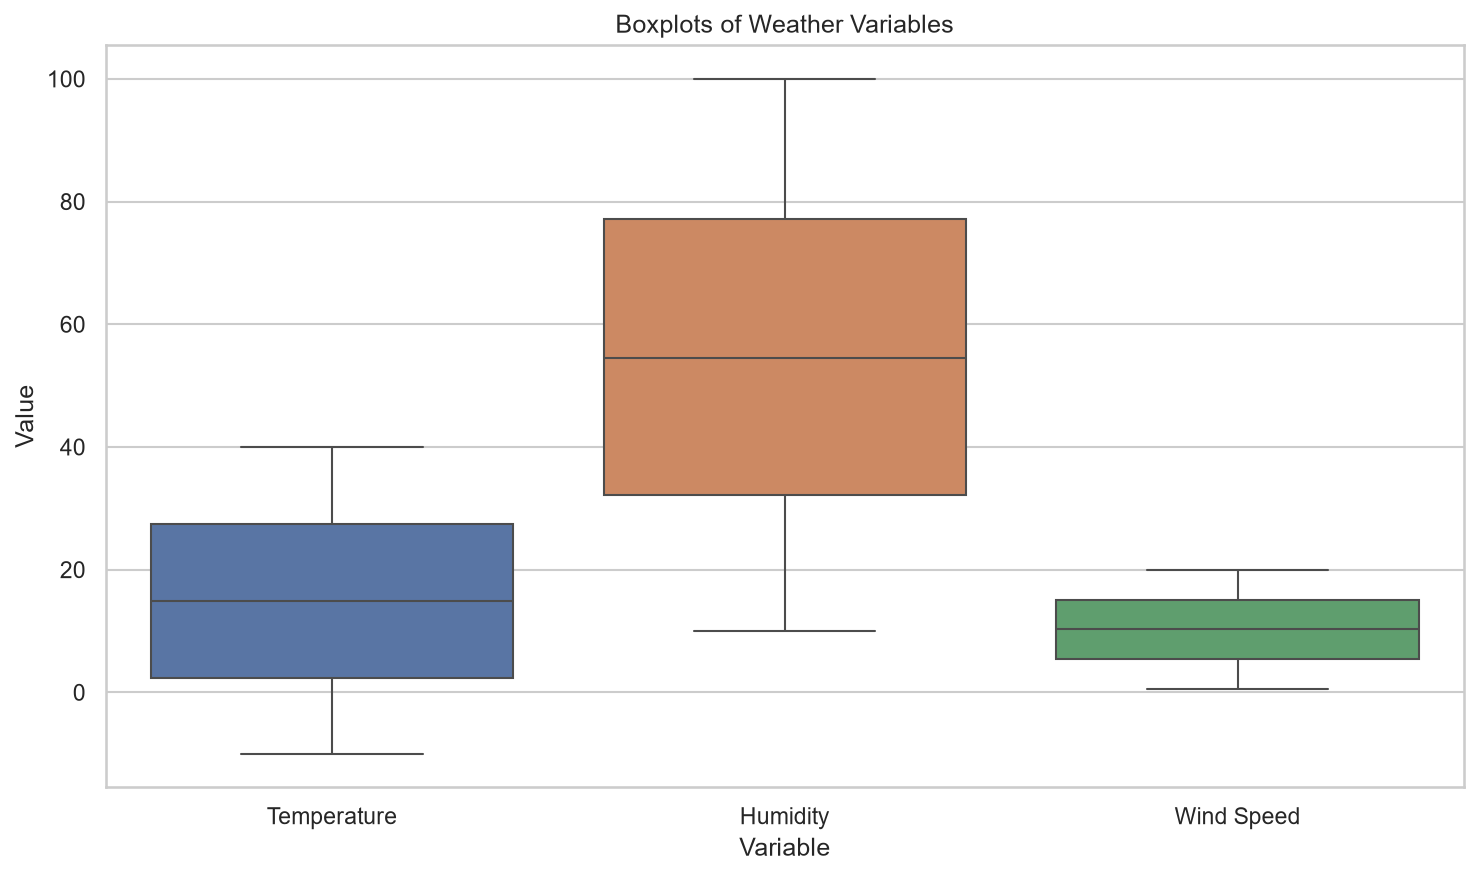 Boxplots of Weather Variables
100
80
60
40
20
0
Value
Temperature
Humidity
Wind Speed
Variable